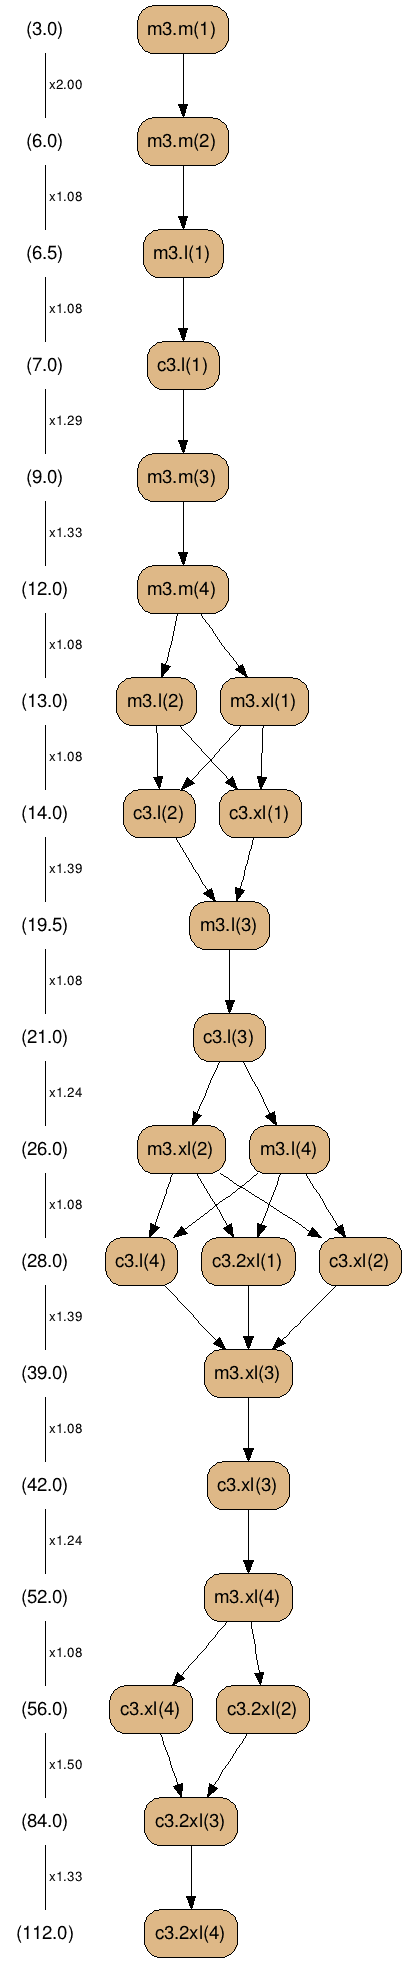 (3.0) m3.m(1)
x2.00
(6.0) m3.m(2)
x1.08
(6.5) m3.l(1)
x1.08
(7.0) c3.l(1)
x1.29
(9.0) m3.m(3)
x1.33
(12.0) m3.m(4)
x1.08
(13.0) m3.l(2) m3.xl(1)
x1.08
(14.0) c3.l(2) c3.xl(1)
x1.39
(19.5) m3.l(3)
x1.08
(21.0) c3.l(3)
x1.24
(26.0) m3.xl(2) m3.l(4)
x1.08
(28.0) c3.l(4) c3.2xl(1) c3.xl(2)
x1.39
(39.0) m3.xl(3)
x1.08
(42.0) c3.xl(3)
x1.24
(52.0) m3.xl(4)
x1.08
(56.0) c3.xl(4) c3.2xl(2)
x1.50
(84.0) c3.2xl(3)
x1.33
(112.0) c3.2xl(4)